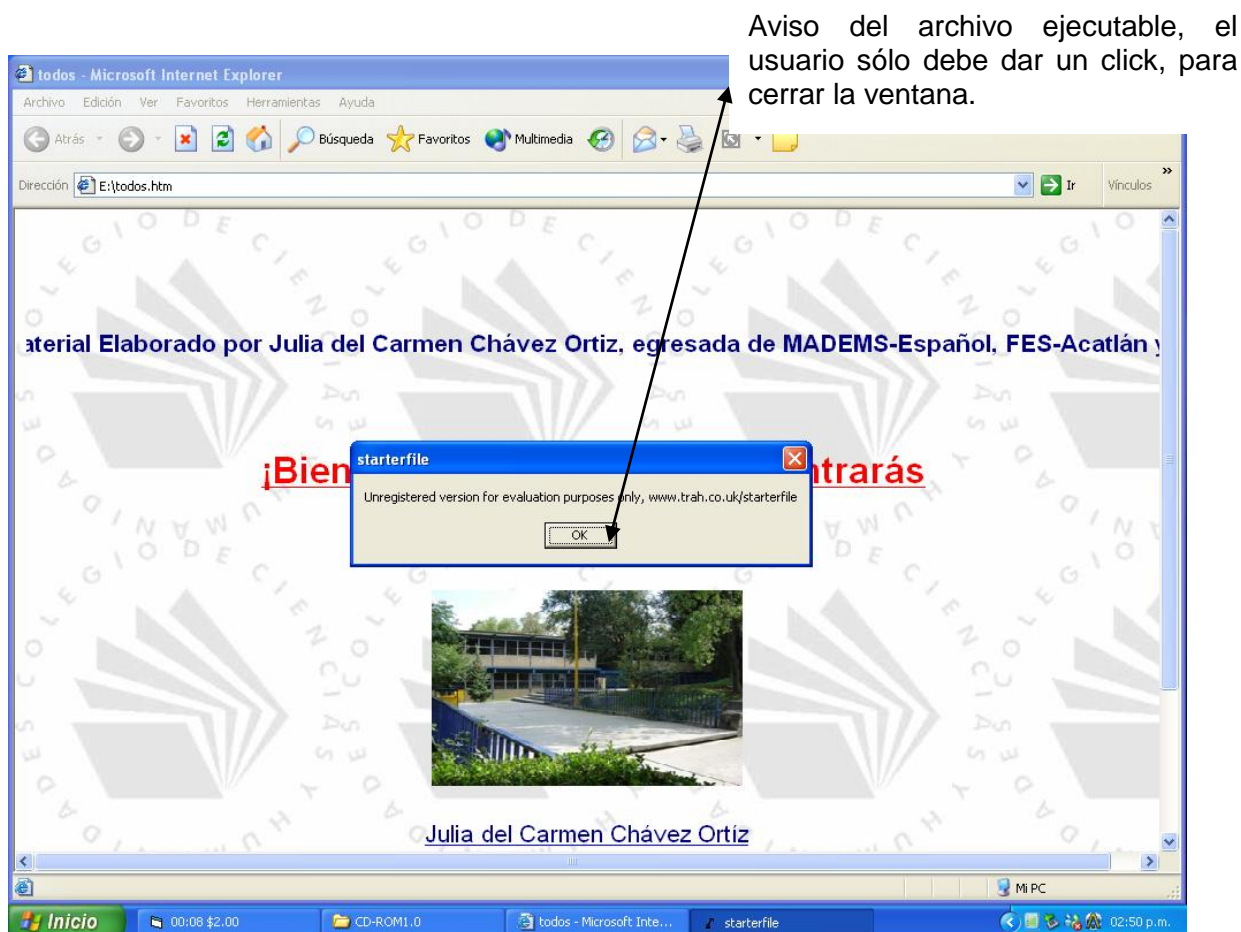 Aviso del archivo ejecutable, el
usuario sólo debe dar un click, para
cerrar la ventana.
todos - Microsoft Internet Explorer
Archivo Edición Ver Favoritos Herramientas Ayuda
Atrás Búsqueda Favoritos Multimedia
Dirección E:\todos.htm Ir Vínculos »
aterial Elaborado por Julia del Carmen Chávez Ortiz, egresada de MADEMS-Español, FES-Acatlán y
¡Bien ntrarás
starterfile
Unregistered version for evaluation purposes only, www.trah.co.uk/starterfile
OK
Julia del Carmen Chávez Ortíz
Mi PC
Inicio 00:08 $2.00 CD-ROM1.0 todos - Microsoft Inte... starterfile 02:50 p.m.